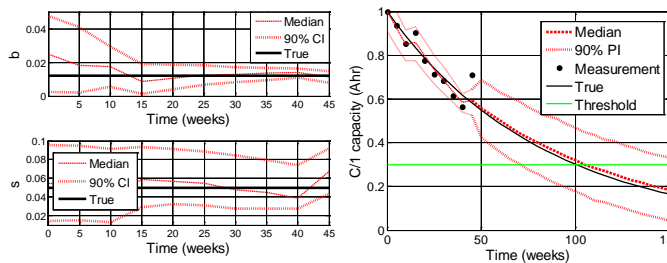 b
0.04
0.02
0
0 5 10 15 20 25 30 35 40 45
Time (weeks)
Median
90% CI
True
s
0.1
0.08
0.06
0.04
0.02
0 5 10 15 20 25 30 35 40 45
Time (weeks)
Median
90% CI
True
C/1 capacity (Ahr)
1
0.8
0.6
0.4
0.2
0
0 50 100
Time (weeks)
Median
90% PI
Measurement
True
Threshold